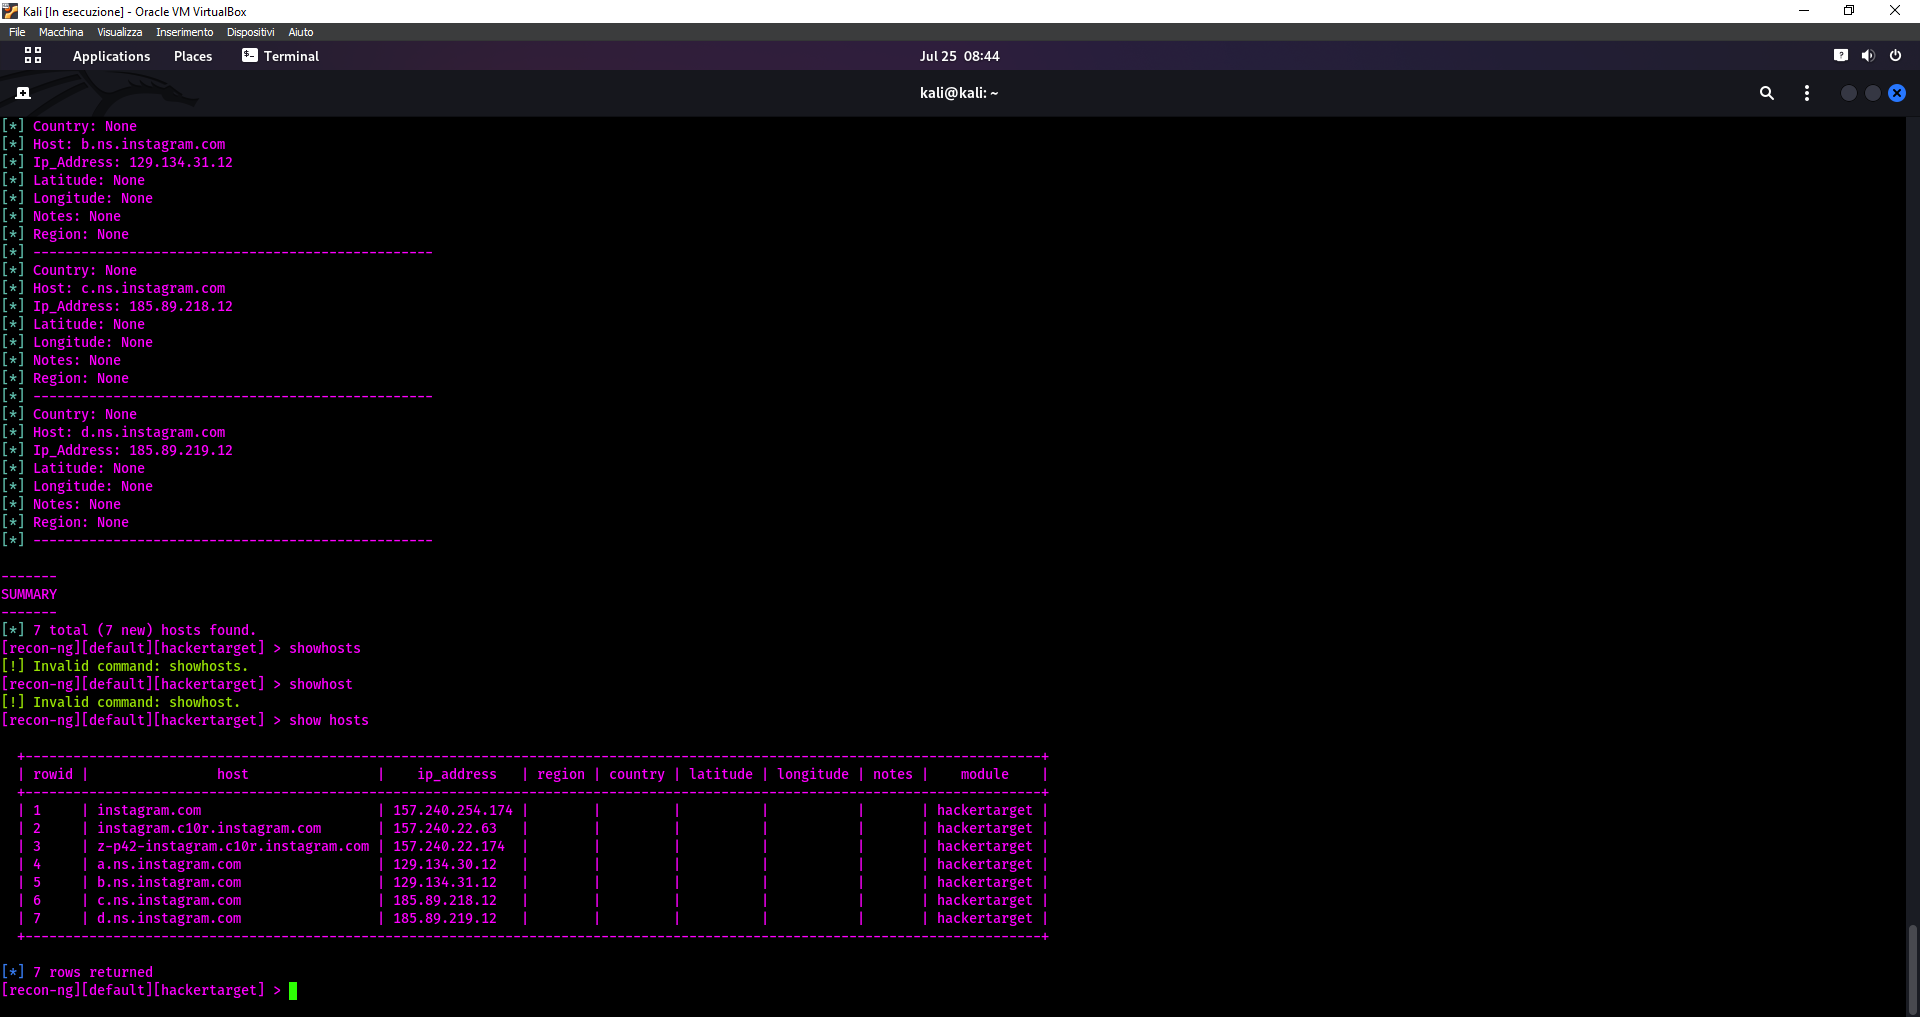 Kali [In esecuzione] - Oracle VM VirtualBox
File Macchina Visualizza Inserimento Dispositivi Aiuto
Applications Places Terminal Jul 25 08:44
kali@kali: ~
[*] Country: None
[*] Host: b.ns.instagram.com
[*] Ip_Address: 129.134.31.12
[*] Latitude: None
[*] Longitude: None
[*] Notes: None
[*] Region: None
[*] --------------------------------------------------
[*] Country: None
[*] Host: c.ns.instagram.com
[*] Ip_Address: 185.89.218.12
[*] Latitude: None
[*] Longitude: None
[*] Notes: None
[*] Region: None
[*] --------------------------------------------------
[*] Country: None
[*] Host: d.ns.instagram.com
[*] Ip_Address: 185.89.219.12
[*] Latitude: None
[*] Longitude: None
[*] Notes: None
[*] Region: None
[*] --------------------------------------------------
-------
SUMMARY
-------
[*] 7 total (7 new) hosts found.
[recon-ng][default][hackertarget] > showhosts
[!] Invalid command: showhosts.
[recon-ng][default][hackertarget] > showhost
[!] Invalid command: showhost.
[recon-ng][default][hackertarget] > show hosts
+-------------------------------------------------------------------------------------------------------------------------------+
| rowid | host | ip_address | region | country | latitude | longitude | notes | module |
+-------------------------------------------------------------------------------------------------------------------------------+
| 1 | instagram.com | 157.240.254.174 | | | | | | hackertarget |
| 2 | instagram.c10r.instagram.com | 157.240.22.63 | | | | | | hackertarget |
| 3 | z-p42-instagram.c10r.instagram.com | 157.240.22.174 | | | | | | hackertarget |
| 4 | a.ns.instagram.com | 129.134.30.12 | | | | | | hackertarget |
| 5 | b.ns.instagram.com | 129.134.31.12 | | | | | | hackertarget |
| 6 | c.ns.instagram.com | 185.89.218.12 | | | | | | hackertarget |
| 7 | d.ns.instagram.com | 185.89.219.12 | | | | | | hackertarget |
+-------------------------------------------------------------------------------------------------------------------------------+
[*] 7 rows returned
[recon-ng][default][hackertarget] >